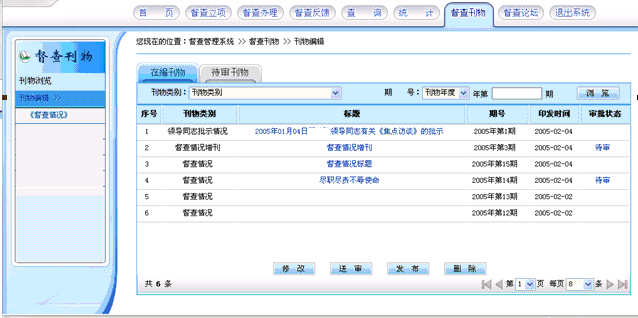 首 页 督查立项 督查办理 督查反馈 查 询 统 计 督查刊物 督查论坛 退出系统
督查刊物
刊物浏览
刊物编辑 >>
《督查情况》
您现在的位置：督查管理系统 >> 督查刊物 >> 刊物编辑
在编刊物 待审刊物
刊物类别： 刊物类别 期 号： 刊物年度 年第 期 浏 览
序号 刊物类别 标题 期号 印发时间 审批状态
1 领导同志批示情况 2005年01月04日 领导同志有关《焦点访谈》的批示 2005年第1期 2005-02-04
2 督查情况增刊 督查情况增刊 2005年第3期 2005-02-04 待审
3 督查情况 督查情况标题 2005年第15期 2005-02-04
4 督查情况 尽职尽责不辱使命 2005年第14期 2005-02-04 待审
5 督查情况 2005年第13期 2005-02-02
6 督查情况 2005年第12期 2005-02-02
修 改 送 审 发 布 删 除
共 6 条 第 1 页 每页 8 条